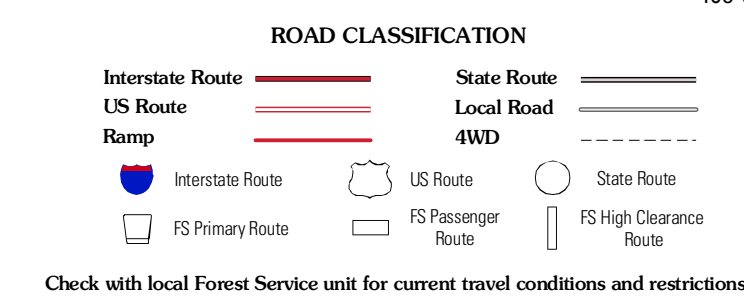 ROAD CLASSIFICATION
Interstate Route
State Route
US Route
Local Road
Ramp
4WD
Interstate Route
US Route
State Route
FS Primary Route
FS Passenger
Route
FS High Clearance
Route
Check with local Forest Service unit for current travel conditions and restrictions